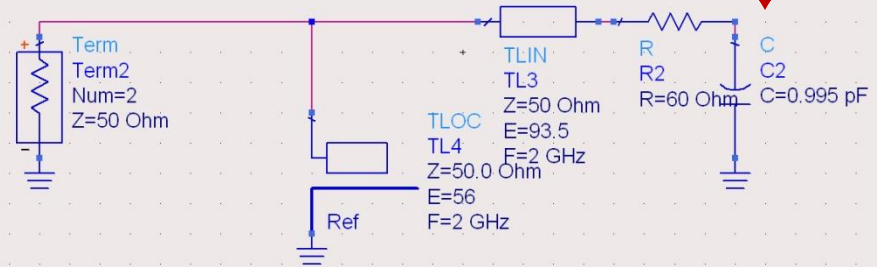 +
Term
Term2
Num=2
Z=50 Ohm
-
Ref
TLOC
TL4
Z=50.0 Ohm
E=56
F=2 GHz
TLIN
TL3
Z=50 Ohm
E=93.5
F=2 GHz
R
R2
R=60 Ohm
C
C2
C=0.995 pF